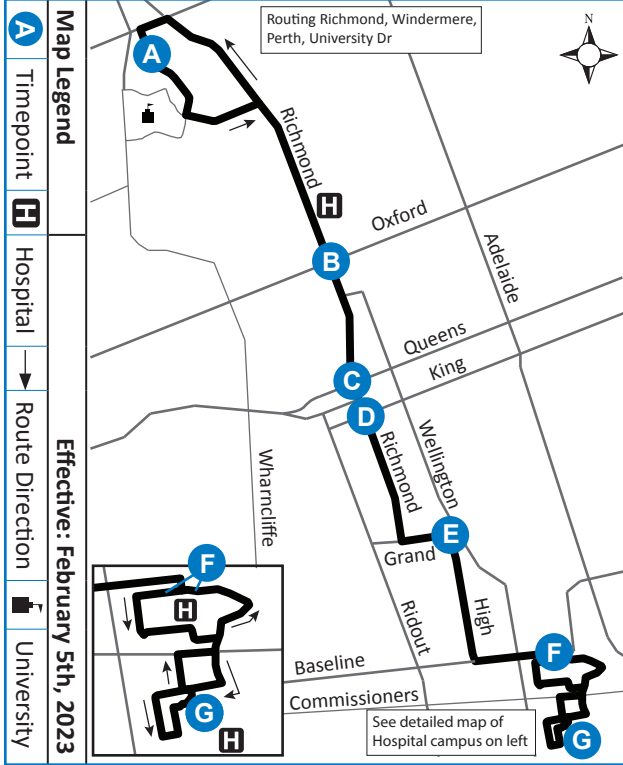 Routing Richmond, Windermere,
Perth, University Dr
N
A
Richmond
H
Oxford
Adelaide
B
Queens
King
C
D
Richmond
Wellington
E
Grand
High
Wharncliffe
Ridout
F
Baseline
Commissioners
G
See detailed map of
Hospital campus on left
F
H
G
H
Map Legend
Effective: February 5th, 2023
A Timepoint H Hospital Route Direction University